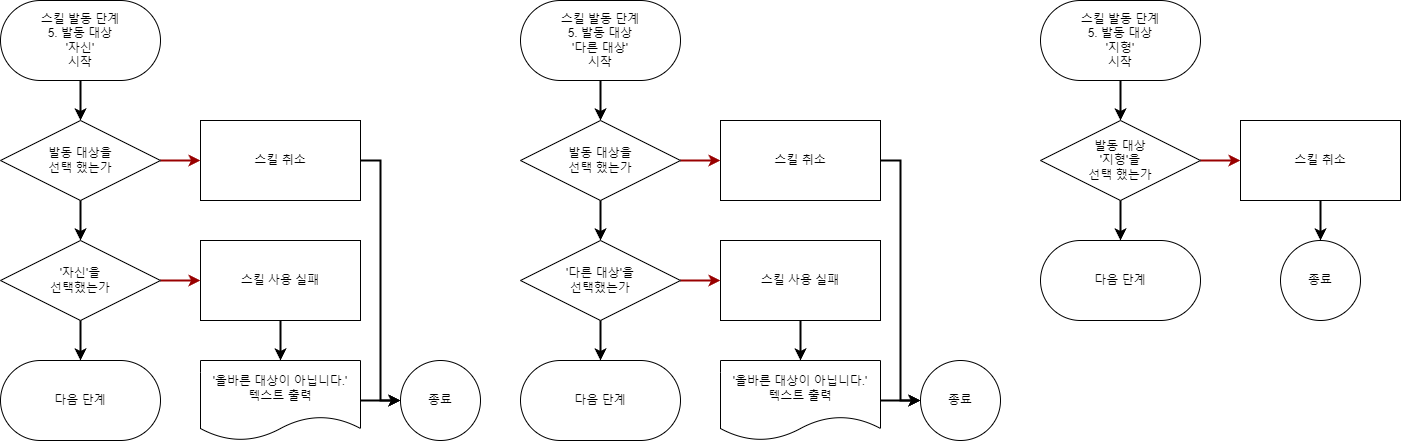 스킬 발동 단계
5. 발동 대상
'자신'
시작
발동 대상을
선택 했는가
스킬 취소
'자신'을
선택했는가
스킬 사용 실패
다음 단계
'올바른 대상이 아닙니다.'
텍스트 출력
종료
스킬 발동 단계
5. 발동 대상
'다른 대상'
시작
발동 대상을
선택 했는가
스킬 취소
'다른 대상'을
선택했는가
스킬 사용 실패
다음 단계
'올바른 대상이 아닙니다.'
텍스트 출력
종료
스킬 발동 단계
5. 발동 대상
'지형'
시작
발동 대상
'지형'을
선택 했는가
스킬 취소
다음 단계
종료